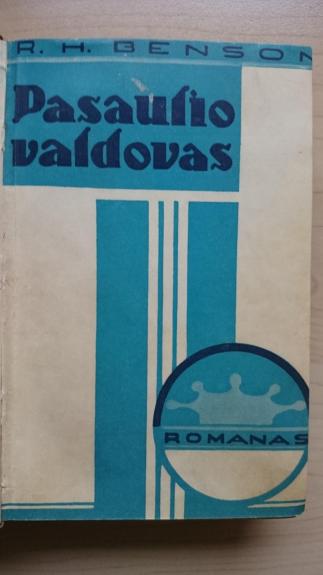 R. H. BENSON
Pasaulio
valdovas
ROMANAS